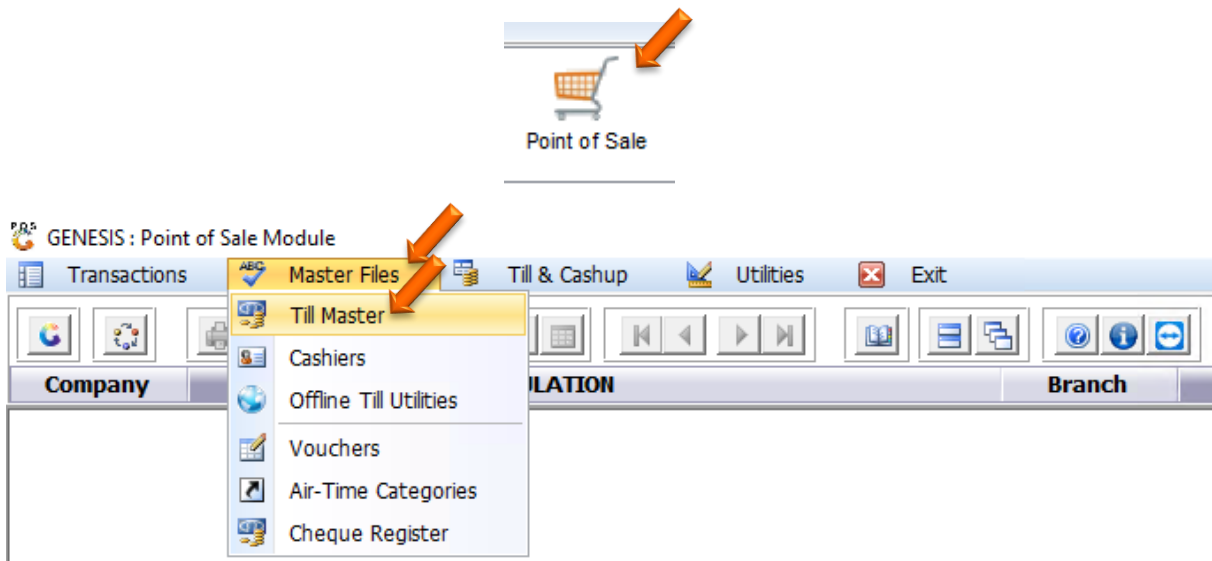 Point of Sale
GENESIS : Point of Sale Module
Transactions Master Files Till & Cashup Utilities Exit
Till Master
Cashiers
Company ULATION Branch
Offline Till Utilities
Vouchers
Air-Time Categories
Cheque Register